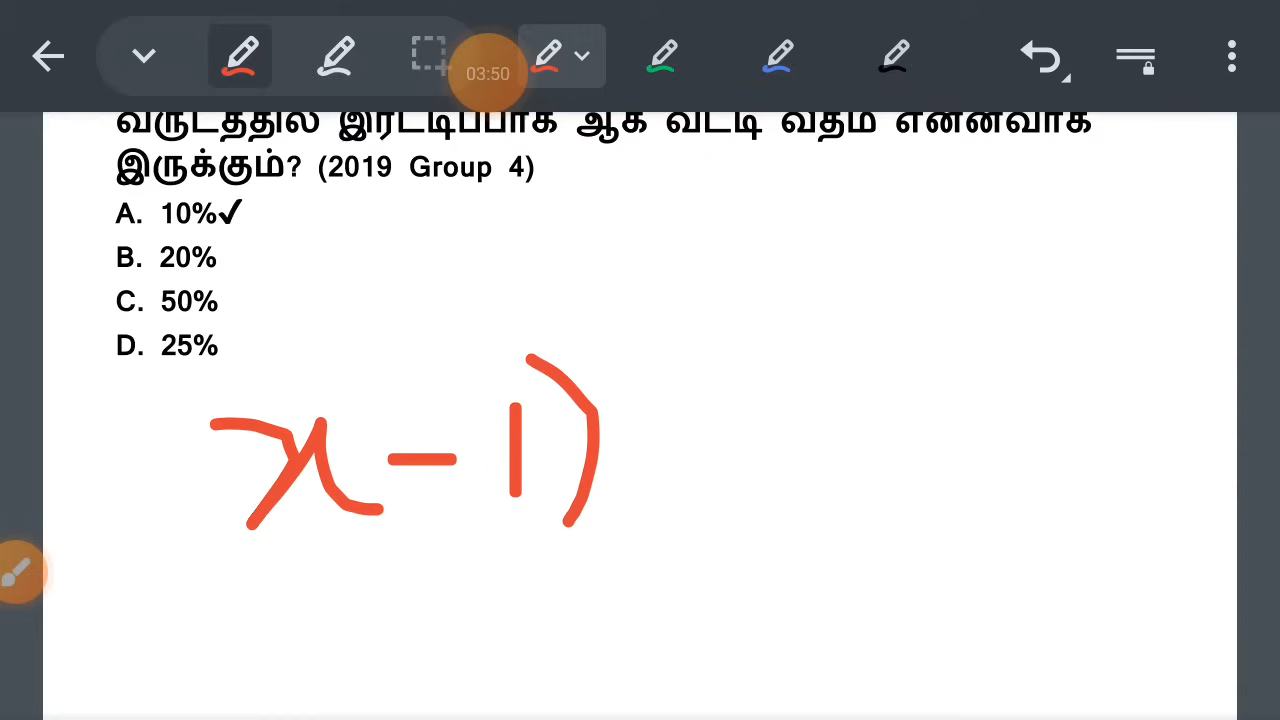 03:50
வருடத்தில் இரட்டிப்பாக ஆக வட்டி வீதம் என்னவாக
இருக்கும்? (2019 Group 4)
A. 10%✓
B. 20%
C. 50%
D. 25%
x - 1)